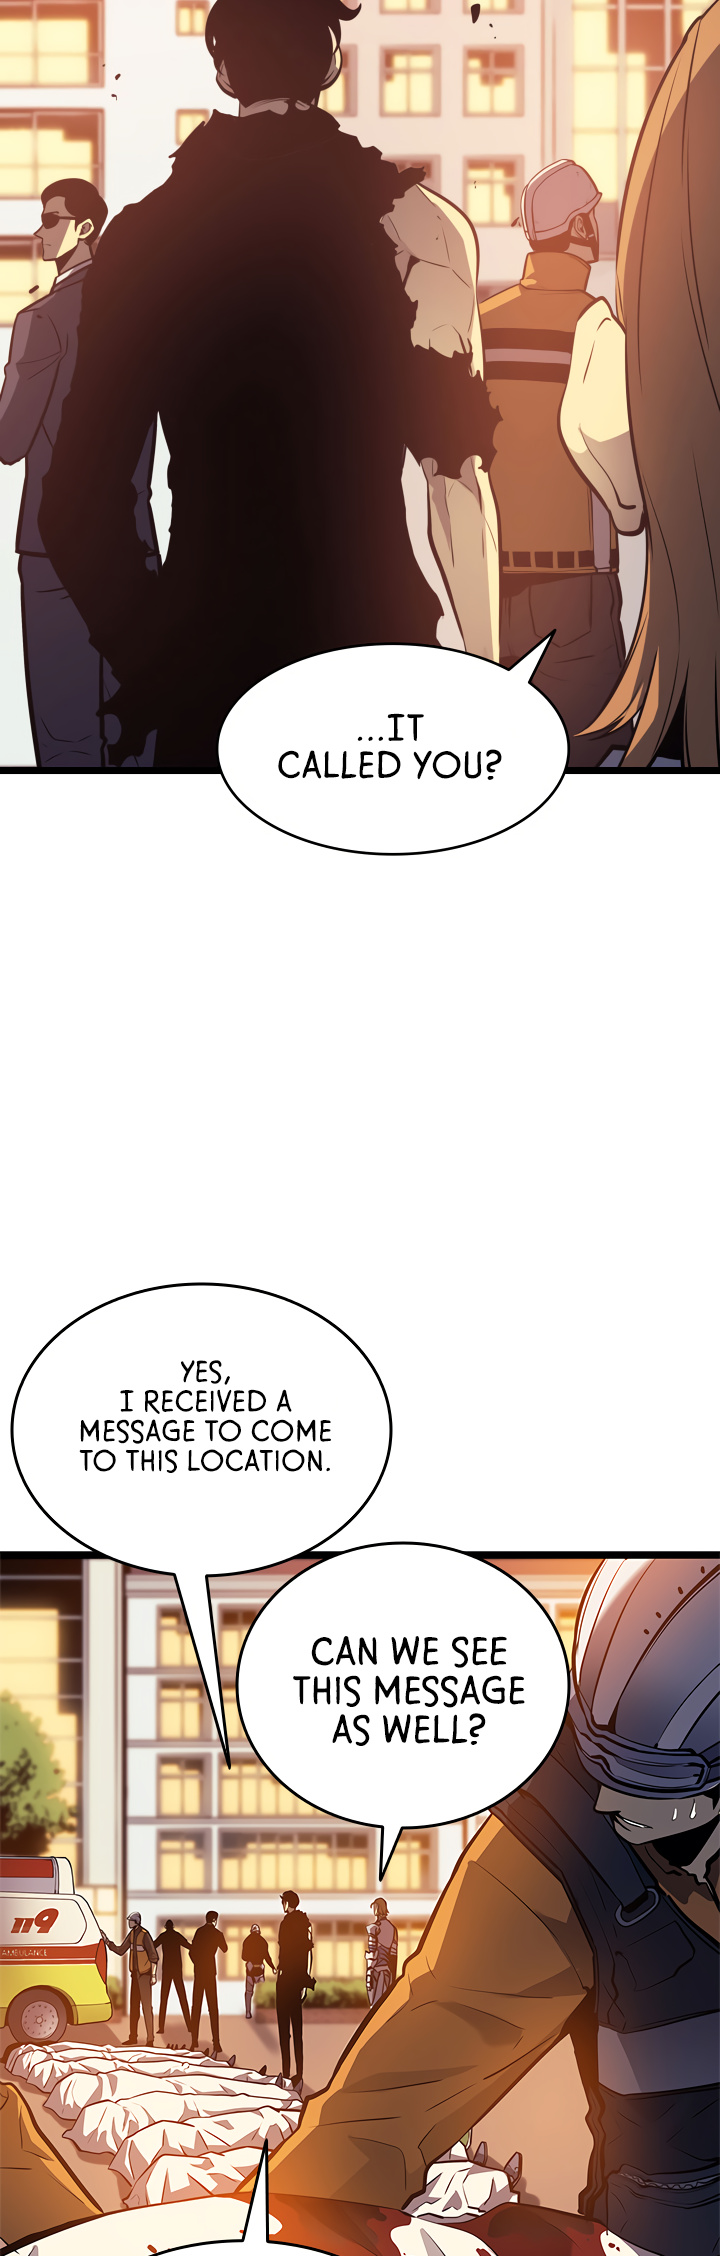 ...IT
CALLED YOU?
YES,
I RECEIVED A
MESSAGE TO COME
TO THIS LOCATION.
CAN WE SEE
THIS MESSAGE
AS WELL?
119
AMBULANCE